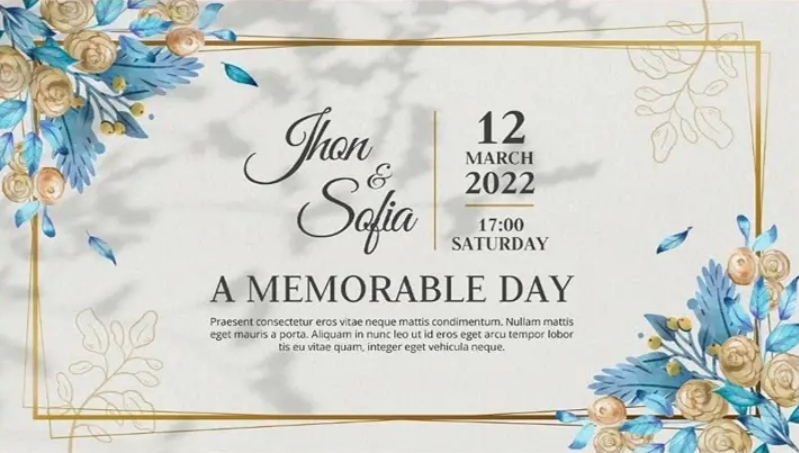 Jhon
&
Sofia
12
MARCH
2022
17:00
SATURDAY
A MEMORABLE DAY
Praesent consectetur eros vitae neque mattis condimentum. Nullam mattis
eget mauris a porta. Aliquam in nunc leo ut id eros eget arcu tempor lobor
tis eu vitae quam, integer eget vehicula neque.